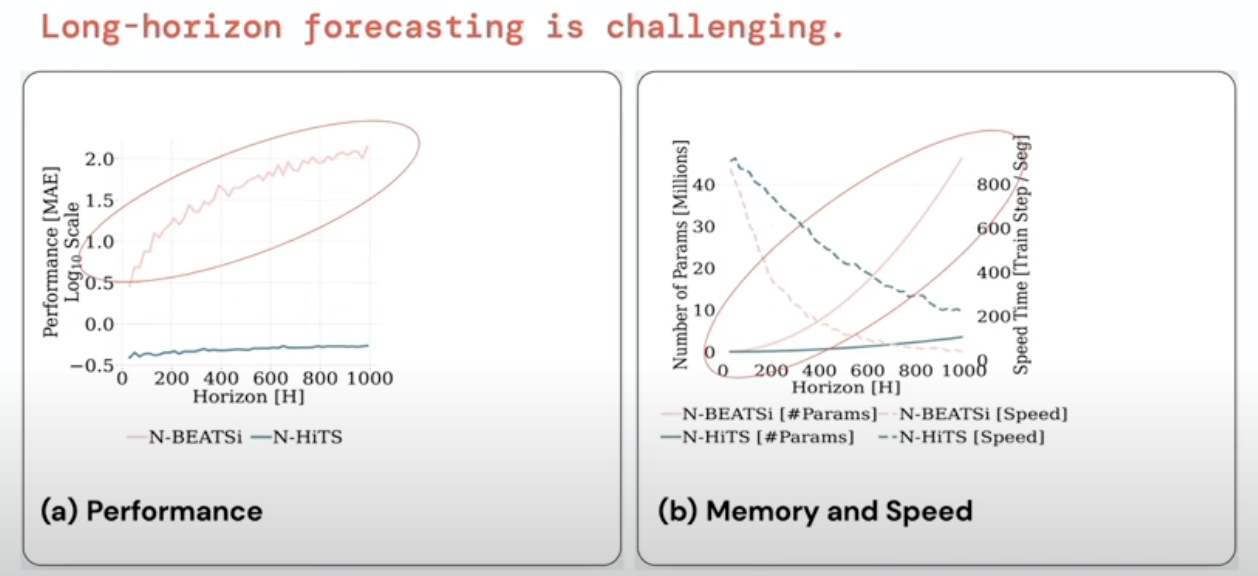 Long-horizon forecasting is challenging.
Performance [MAE]
Log10 Scale
2.0
1.5
1.0
0.5
0.0
−0.5
0 200 400 600 800 1000
Horizon [H]
N-BEATSi N-HiTS
(a) Performance
Number of Params [Millions]
40
30
20
10
0
800
600
400
200
0
Speed Time [Train Step / Seg]
0 200 400 600 800 1000
Horizon [H]
N-BEATSi [#Params] N-BEATSi [Speed]
N-HiTS [#Params] N-HiTS [Speed]
(b) Memory and Speed